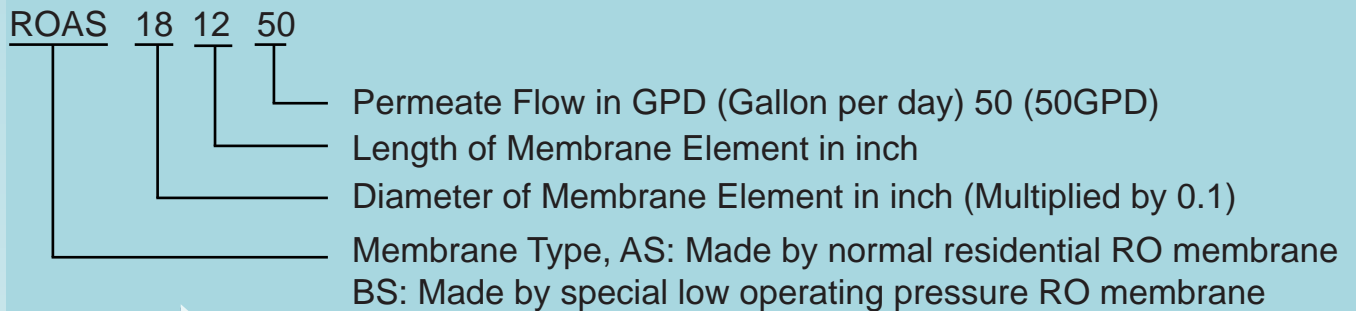 ROAS 18 12 50
Permeate Flow in GPD (Gallon per day) 50 (50GPD)
Length of Membrane Element in inch
Diameter of Membrane Element in inch (Multiplied by 0.1)
Membrane Type, AS: Made by normal residential RO membrane
BS: Made by special low operating pressure RO membrane